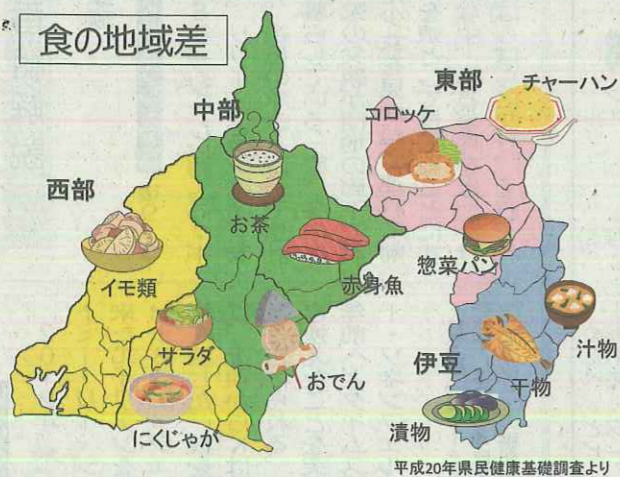 食の地域差
東部
チャーハン
コロッケ
中部
西部
お茶
イモ類
赤身魚
惣菜パン
サラダ
おでん
伊豆
汁物
干物
にくじゃが
漬物
平成20年県民健康基礎調査より